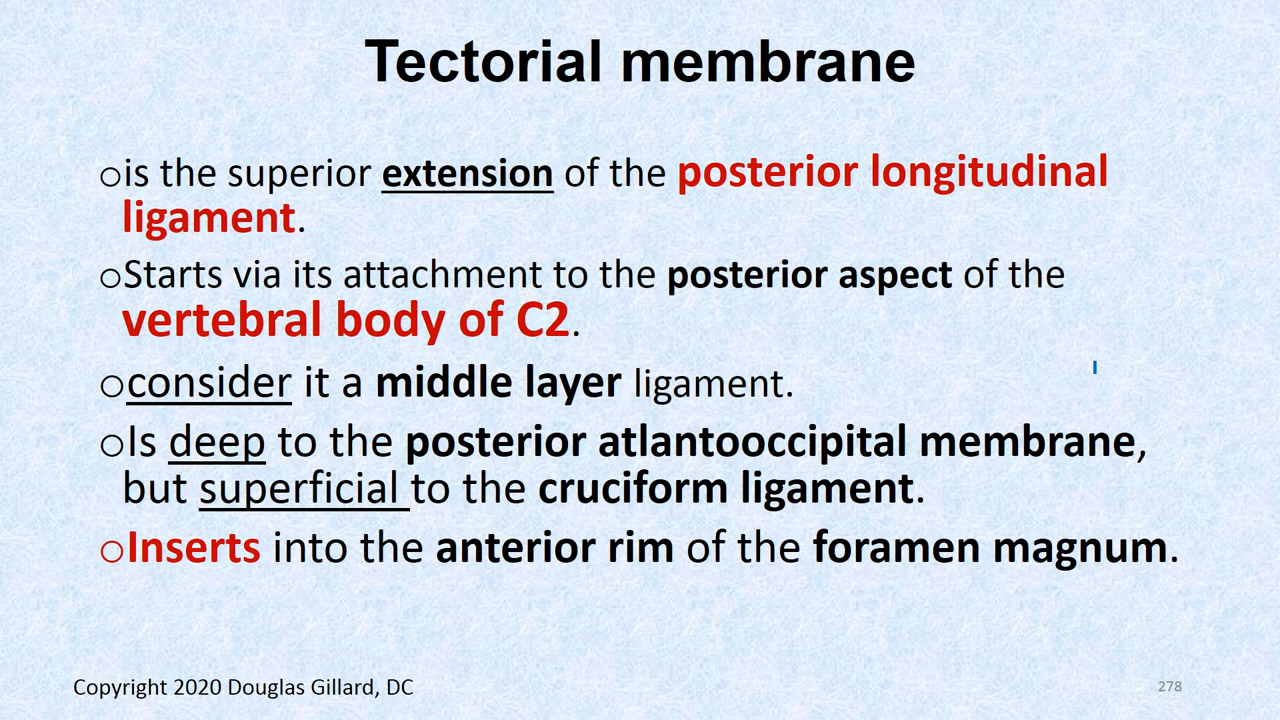 Tectorial membrane
○is the superior extension of the posterior longitudinal
ligament.
○Starts via its attachment to the posterior aspect of the
vertebral body of C2.
○consider it a middle layer ligament.
○Is deep to the posterior atlantooccipital membrane,
but superficial to the cruciform ligament.
○Inserts into the anterior rim of the foramen magnum.
Copyright 2020 Douglas Gillard, DC
278